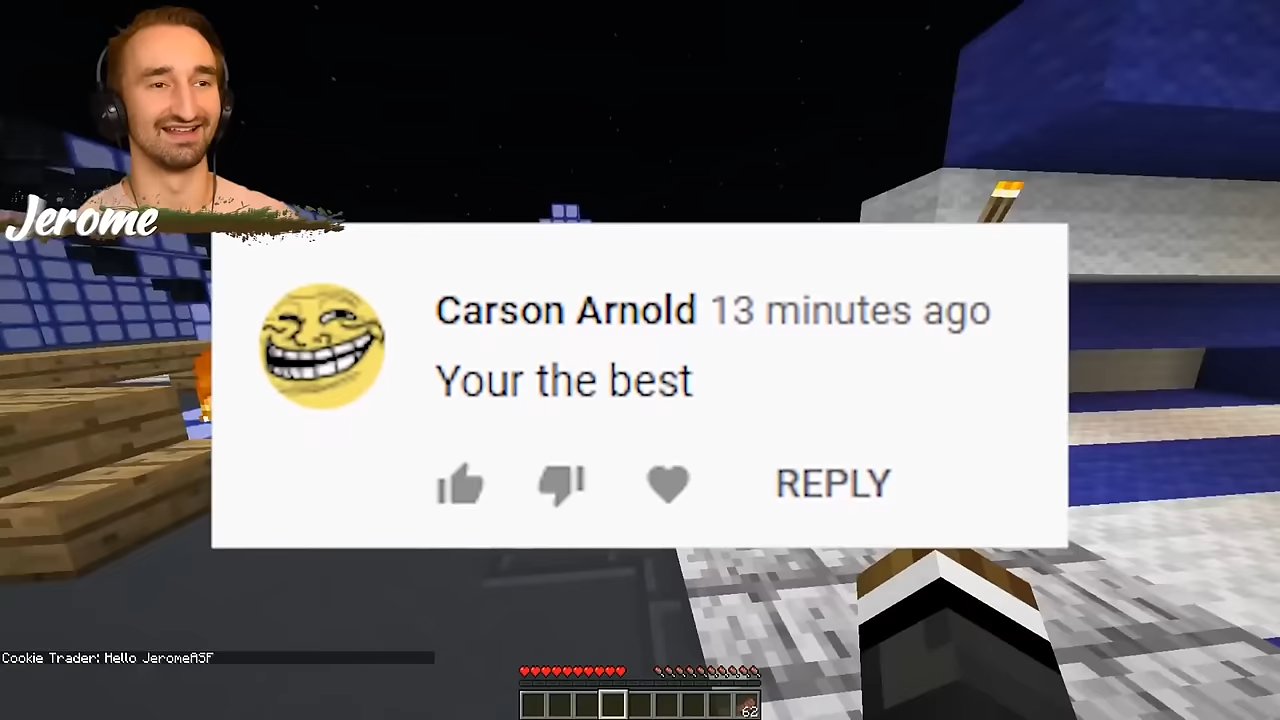 Jerome
Carson Arnold 13 minutes ago
Your the best
REPLY
Cookie Trader: Hello JeromeASF
62